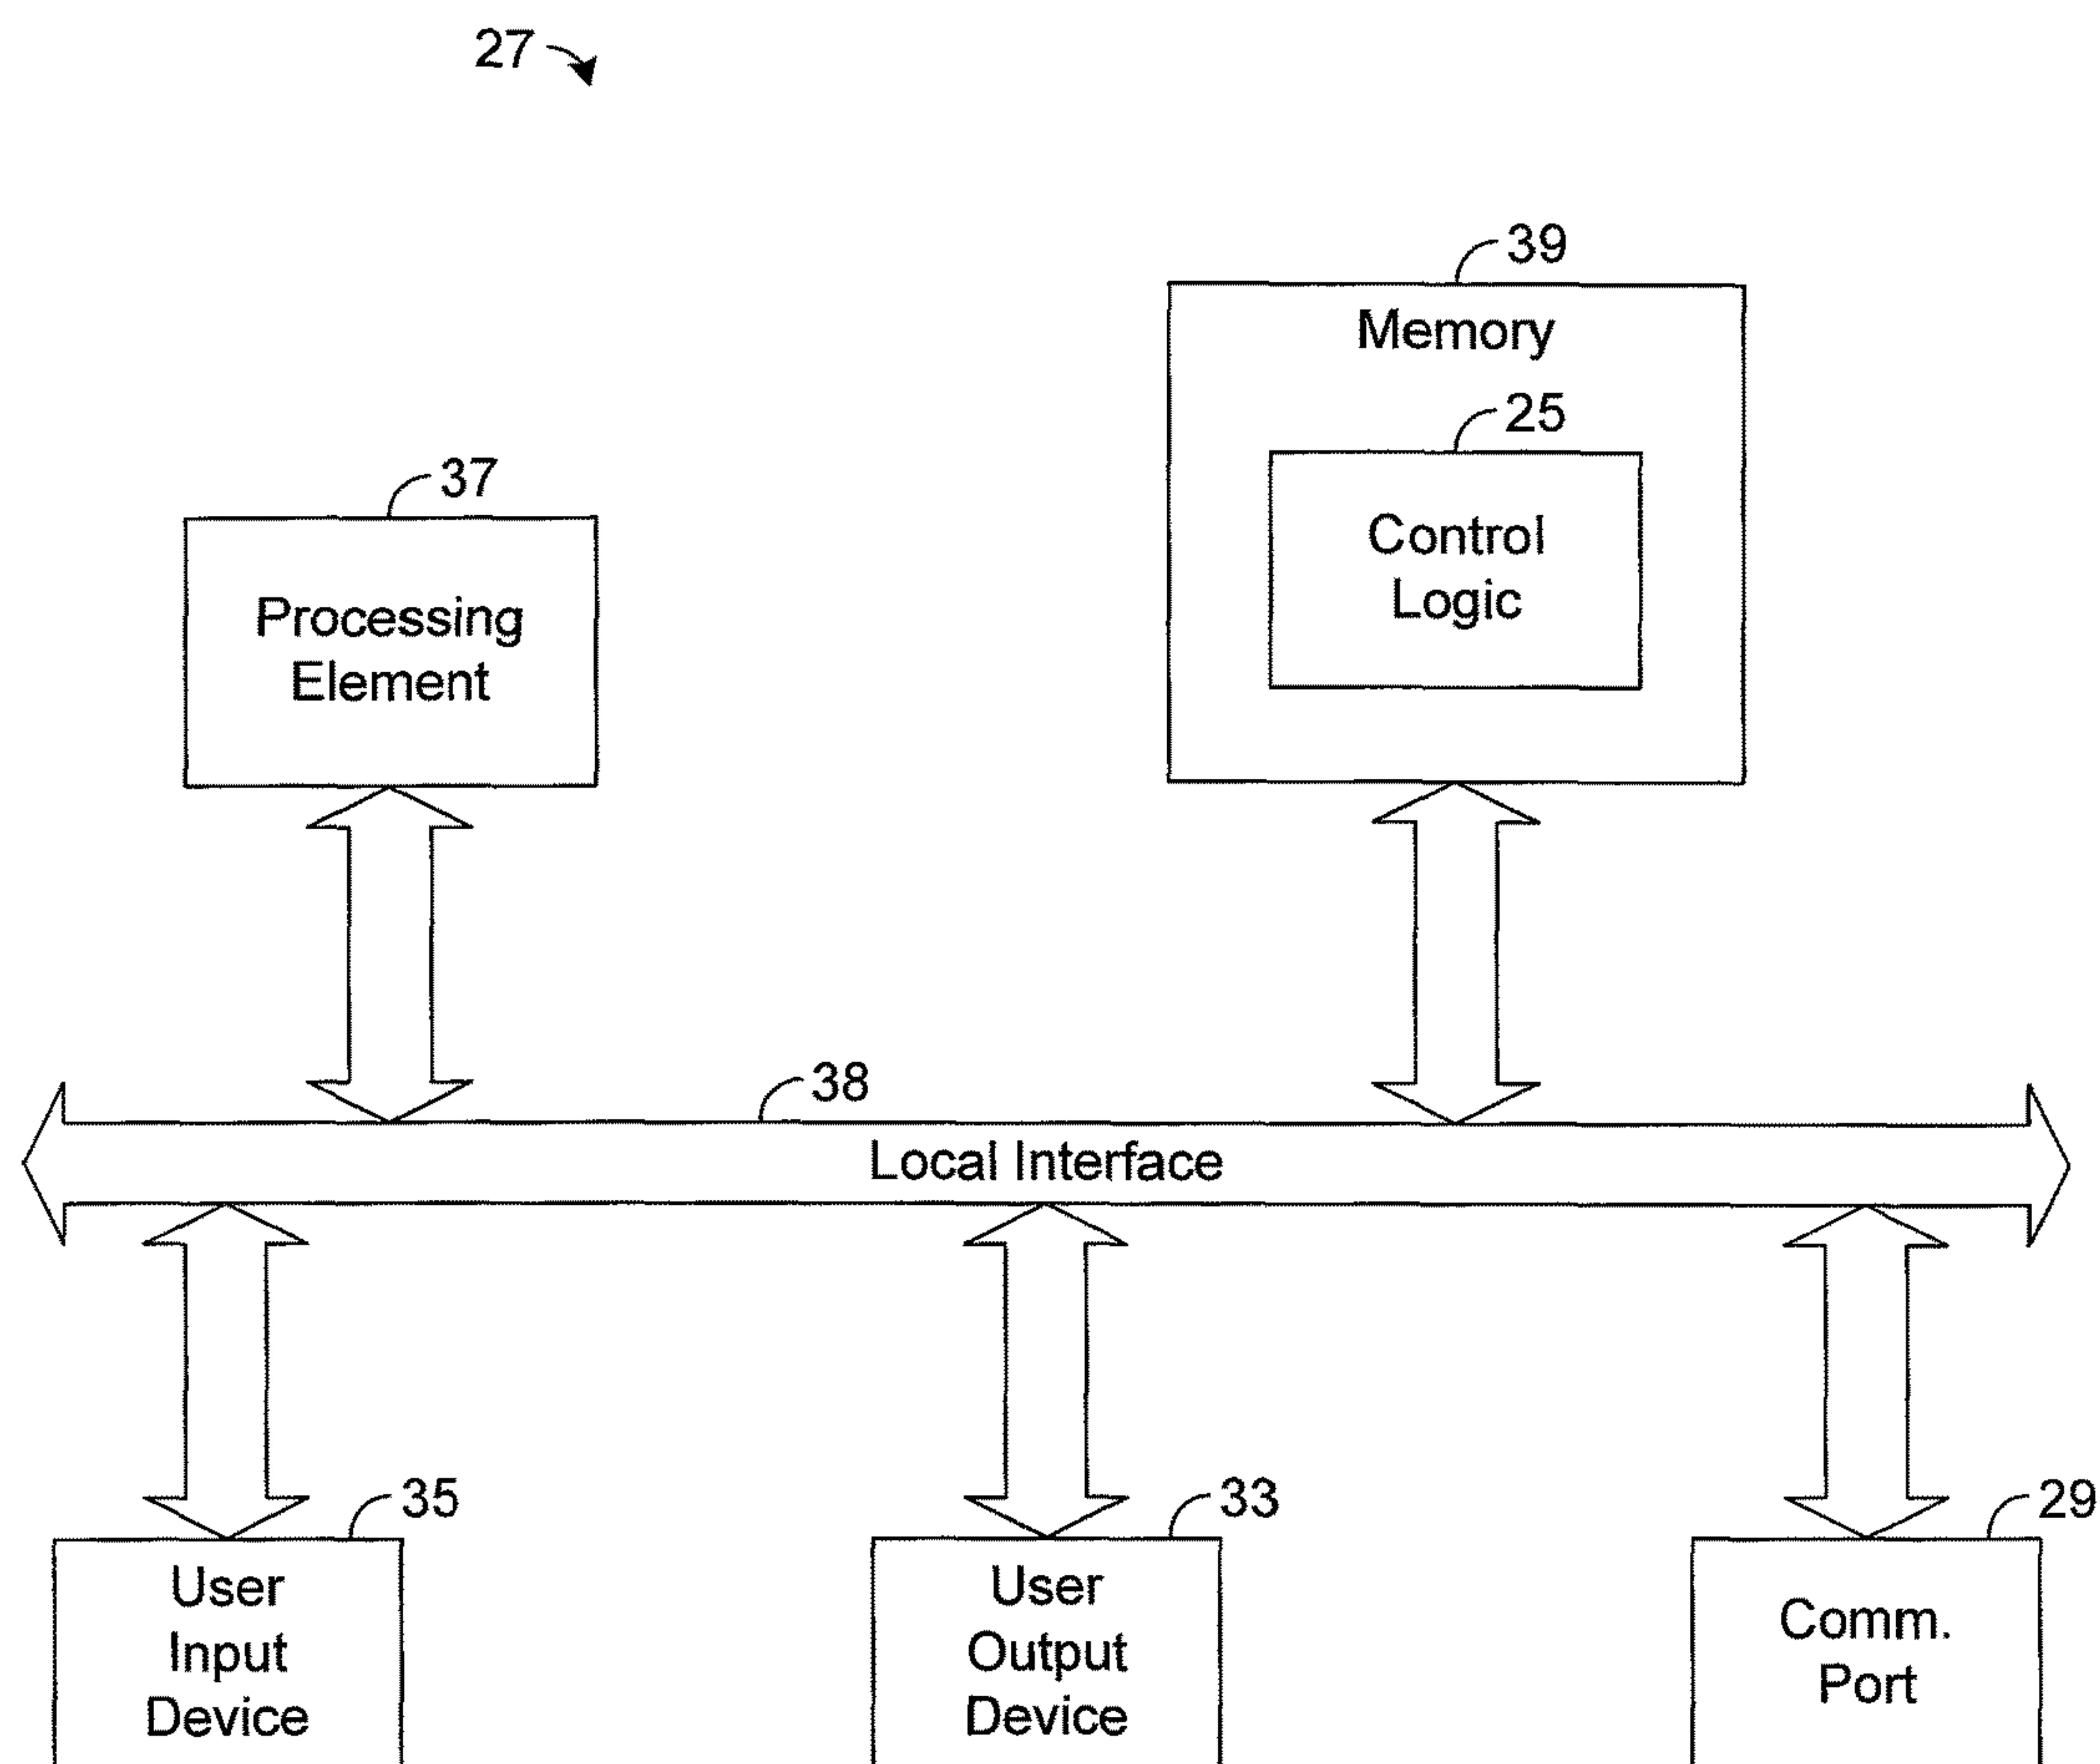 27
39
Memory
25
Control
Logic
37
Processing
Element
38
Local Interface
35
User
Input
Device
33
User
Output
Device
29
Comm.
Port